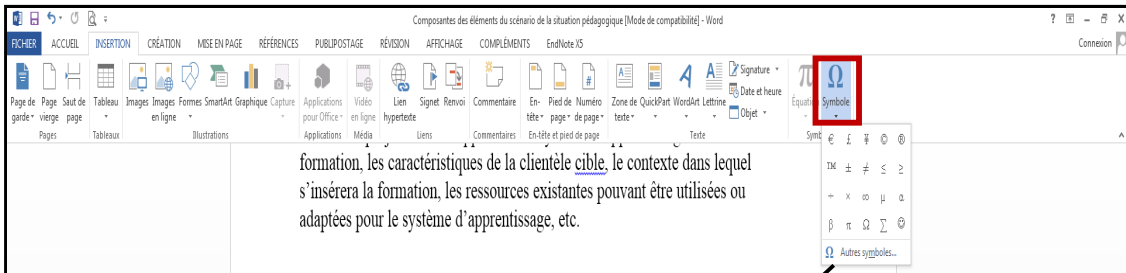 Composantes des éléments du scénario de la situation pédagogique [Mode de compatibilité] - Word
FICHIER ACCUEIL INSERTION CRÉATION MISE EN PAGE RÉFÉRENCES PUBLIPOSTAGE RÉVISION AFFICHAGE COMPLÉMENTS EndNote X5 Connexion
Page de garde Page vierge Saut de page Tableau Images Images en ligne Formes SmartArt Graphique Capture Applications pour Office Vidéo en ligne Lien hypertexte Signet Renvoi Commentaire En-tête Pied de page Numéro de page Zone de texte QuickPart WordArt Lettrine Signature Date et heure Objet Équation Symbole
Pages Tableaux Illustrations Applications Média Liens Commentaires En-tête et pied de page Texte Symb
€ £ ¥ © ®
™ ± ≠ ≤ ≥
÷ × ∞ µ α
β π Ω ∑ ☺
Ω Autres symboles...
formation, les caractéristiques de la clientèle cible, le contexte dans lequel
s'insérera la formation, les ressources existantes pouvant être utilisées ou
adaptées pour le système d'apprentissage, etc.